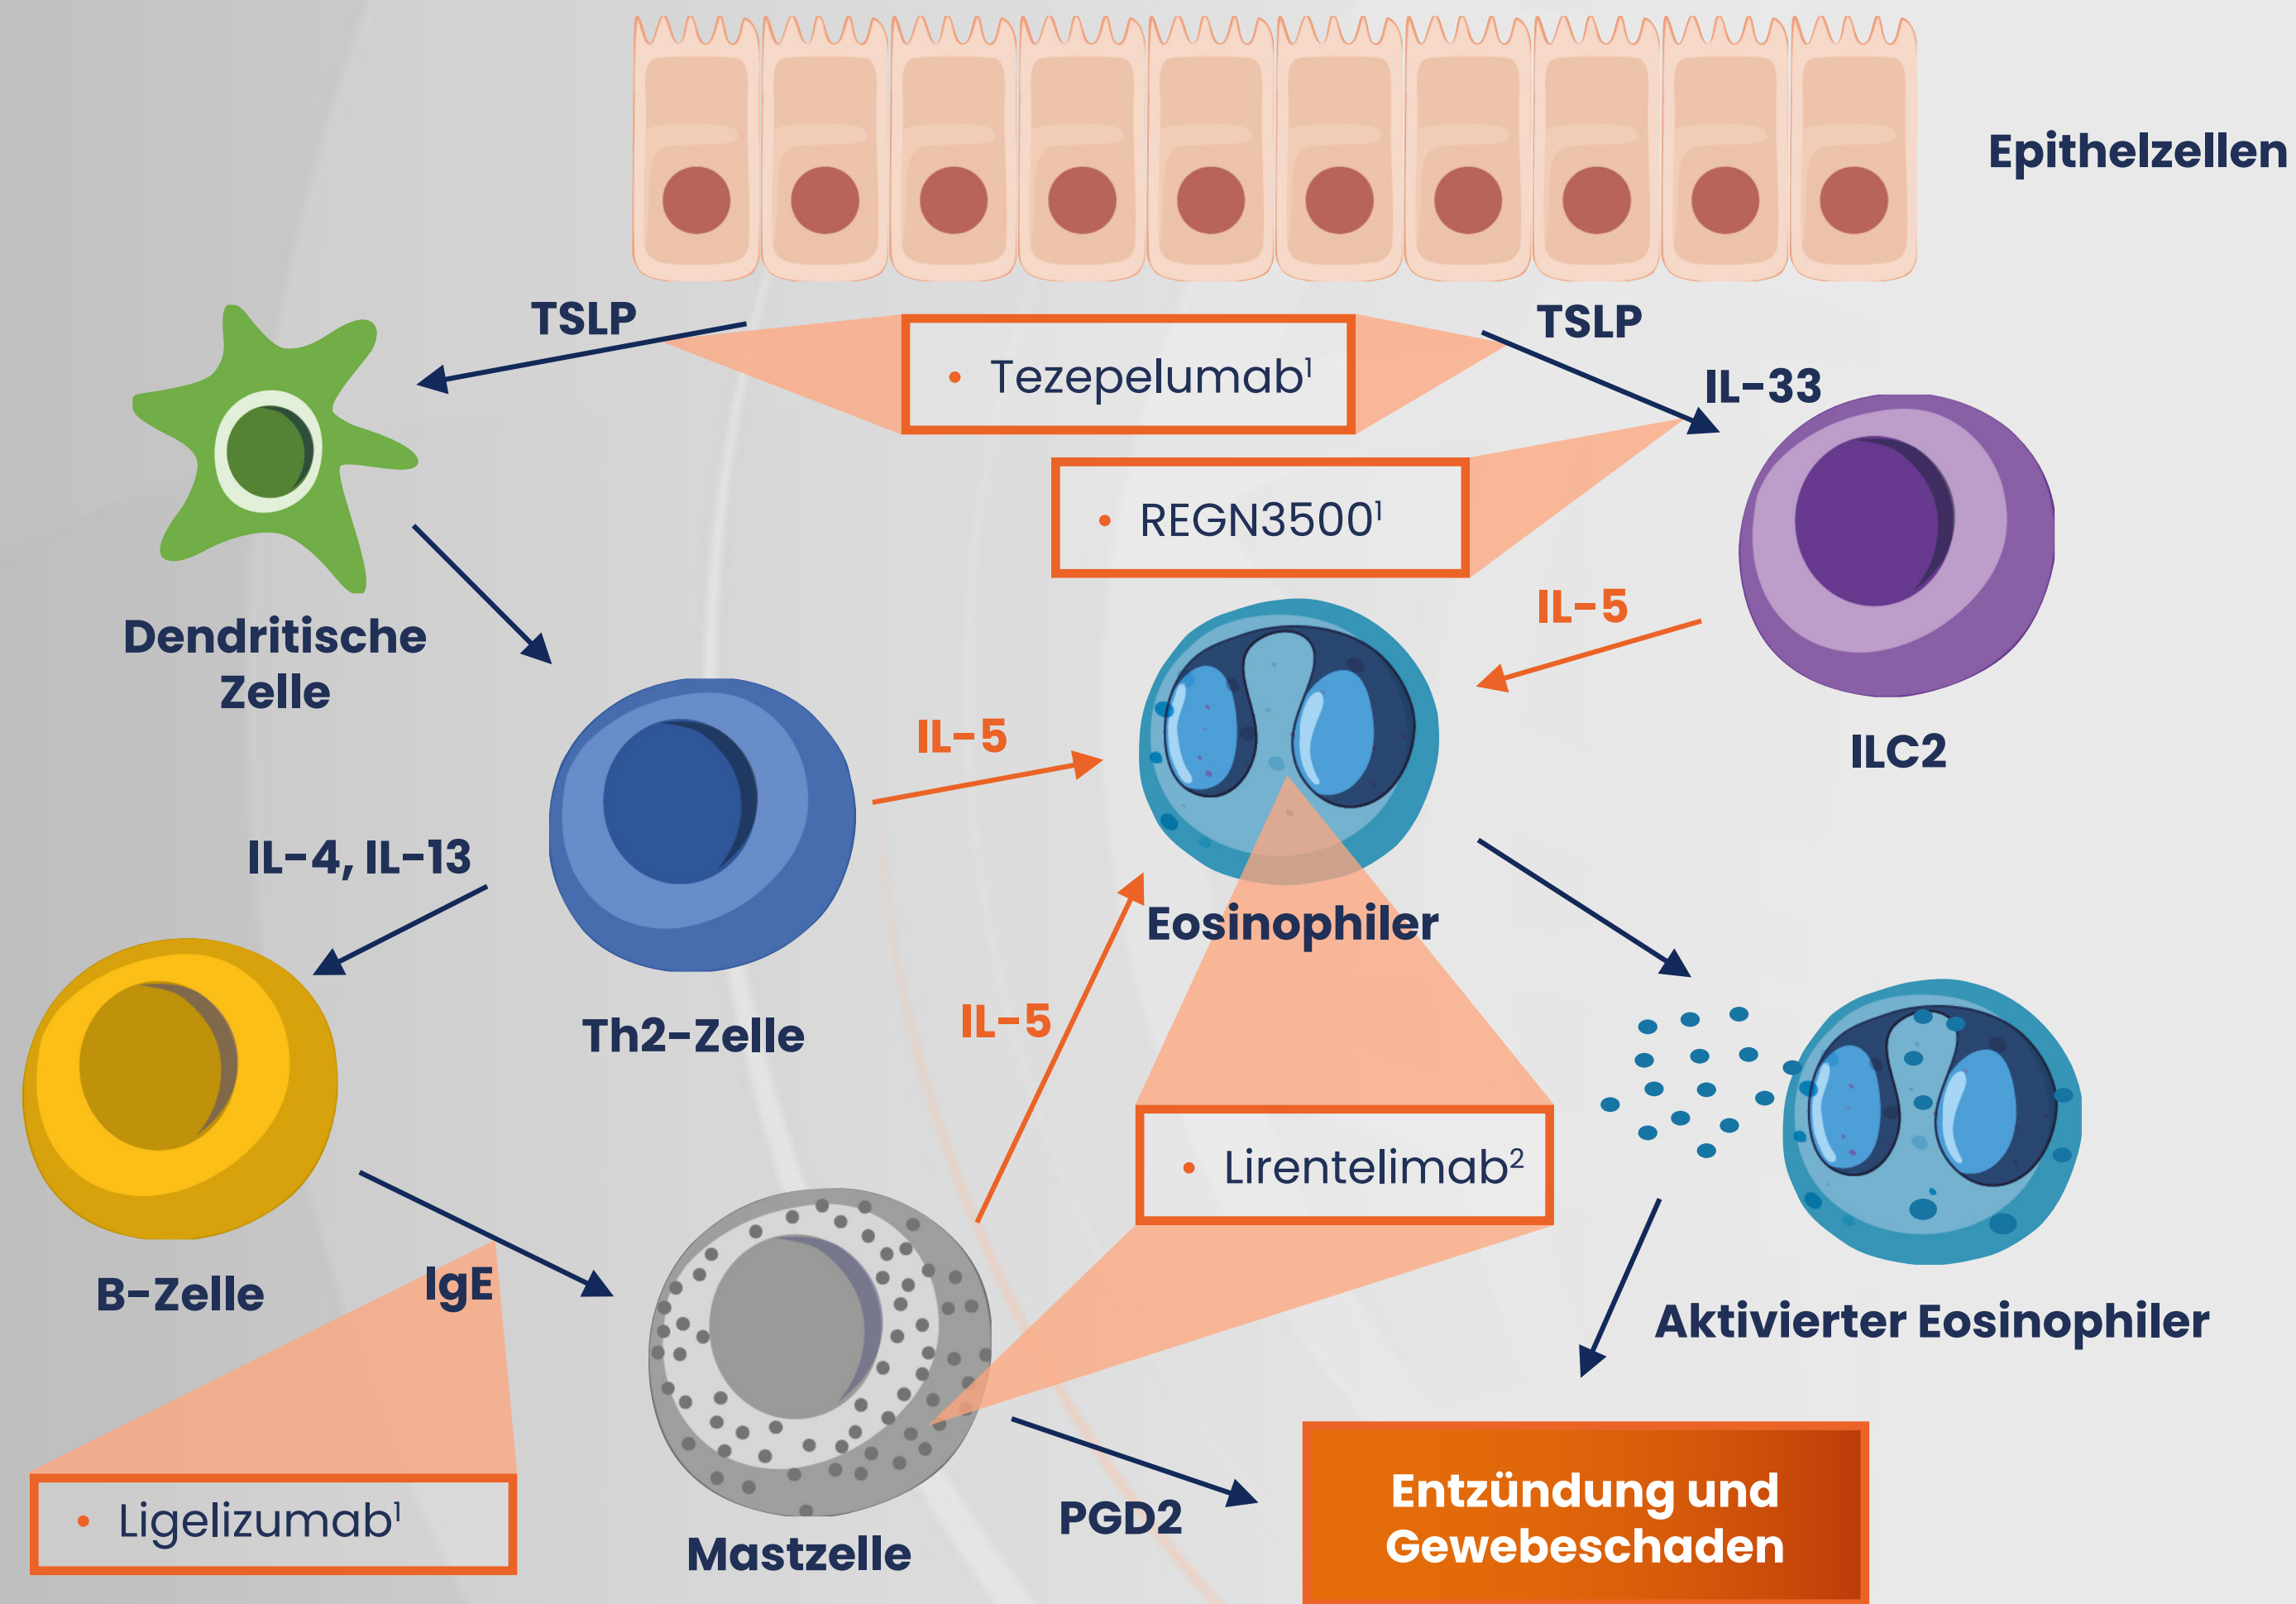 Epithelzellen
TSLP
TSLP
• Tezepelumab¹
IL-33
• REGN3500¹
Dendritische
Zelle
IL-5
IL-5
ILC2
IL-4, IL-13
Eosinophiler
Th2-Zelle
IL-5
• Lirentelimab²
B-Zelle
IgE
Aktivierter Eosinophiler
• Ligelizumab¹
Mastzelle
PGD2
Entzündung und
Gewebeschaden